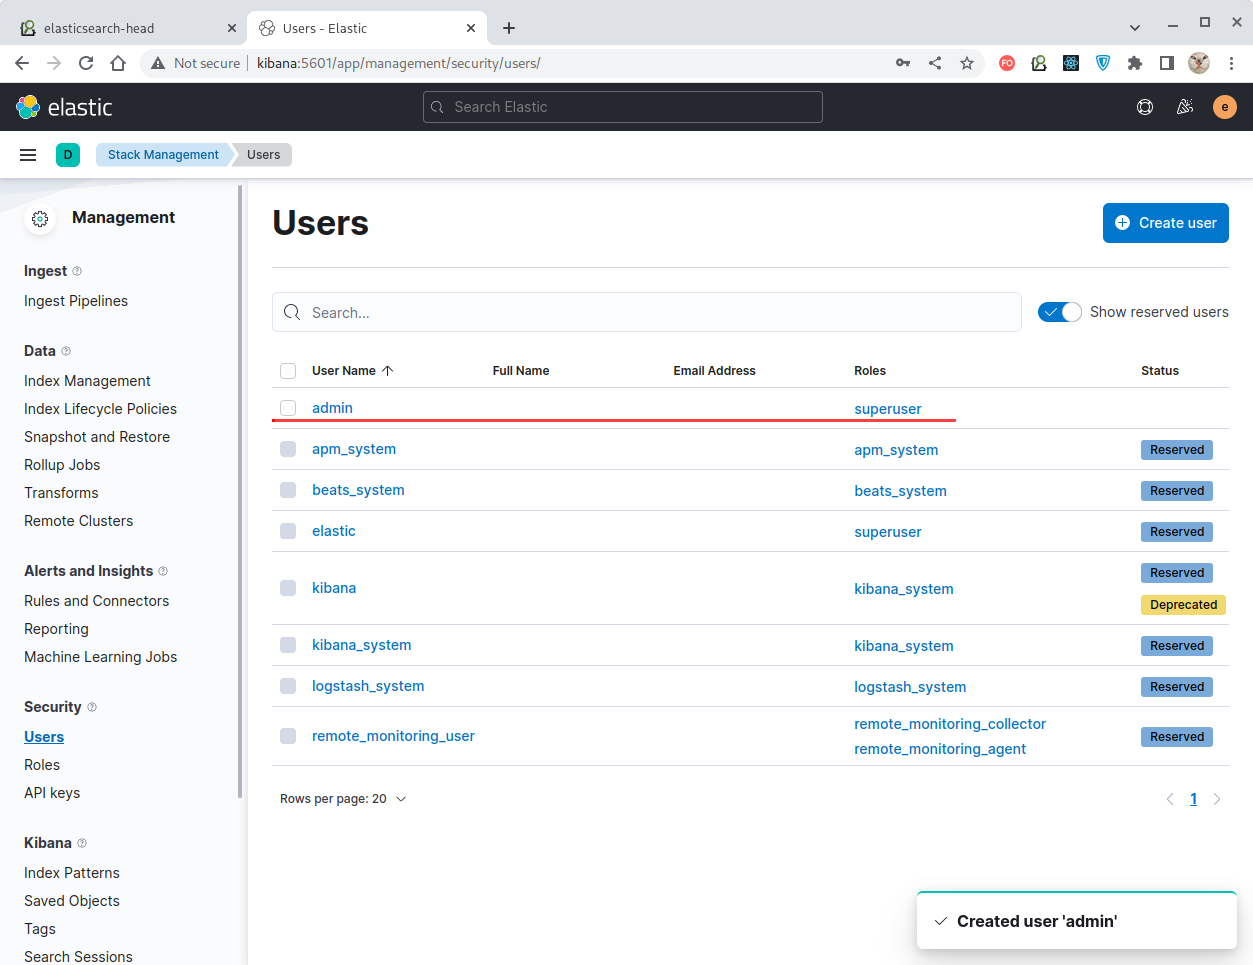 elasticsearch-head
Users - Elastic
Not secure
kibana:5601/app/management/security/users/
FO
elastic
Search Elastic
e
D
Stack Management
Users
Management
Ingest
Ingest Pipelines
Data
Index Management
Index Lifecycle Policies
Snapshot and Restore
Rollup Jobs
Transforms
Remote Clusters
Alerts and Insights
Rules and Connectors
Reporting
Machine Learning Jobs
Security
Users
Roles
API keys
Kibana
Index Patterns
Saved Objects
Tags
Search Sessions
Users
Create user
Search...
Show reserved users
User Name Full Name Email Address Roles Status
admin superuser
apm_system apm_system Reserved
beats_system beats_system Reserved
elastic superuser Reserved
kibana kibana_system Reserved
Deprecated
kibana_system kibana_system Reserved
logstash_system logstash_system Reserved
remote_monitoring_user remote_monitoring_collector Reserved
remote_monitoring_agent
Rows per page: 20
1
Created user 'admin'